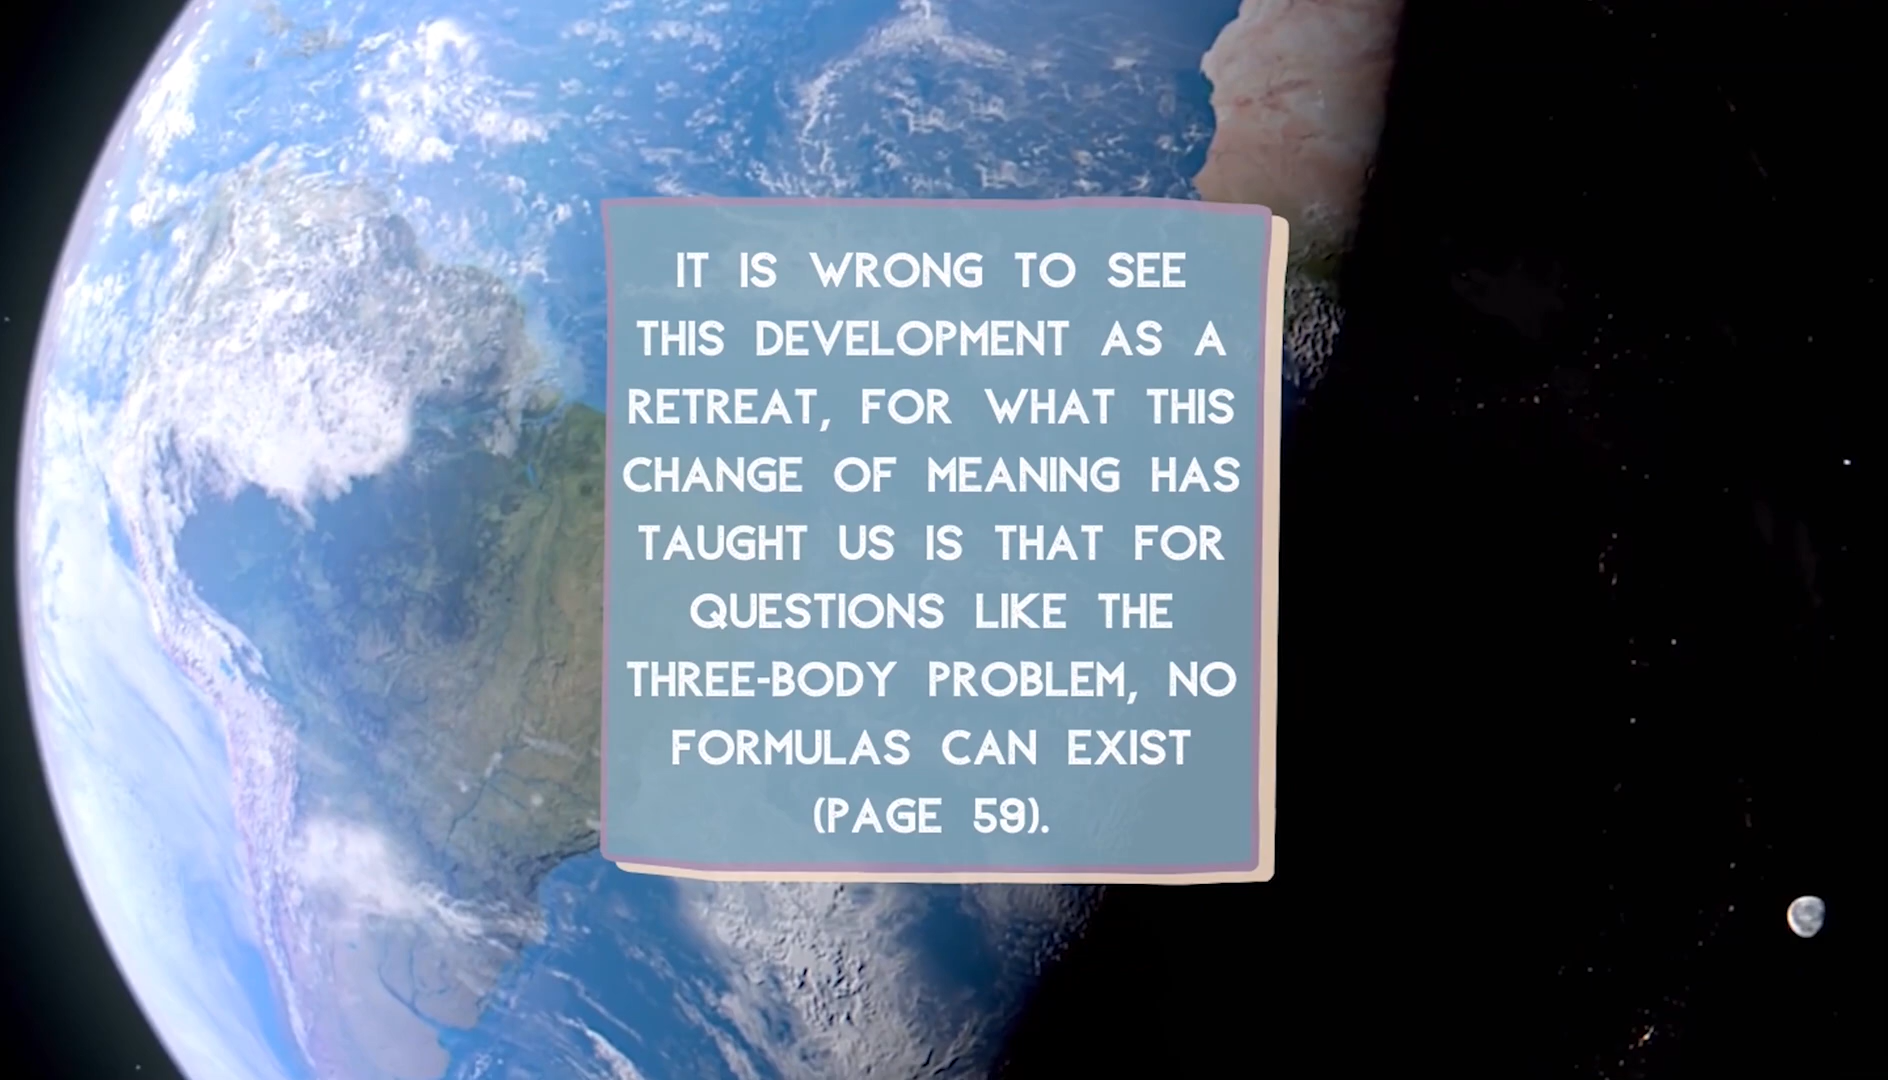 IT IS WRONG TO SEE
THIS DEVELOPMENT AS A
RETREAT, FOR WHAT THIS
CHANGE OF MEANING HAS
TAUGHT US IS THAT FOR
QUESTIONS LIKE THE
THREE-BODY PROBLEM, NO
FORMULAS CAN EXIST
(PAGE 59).